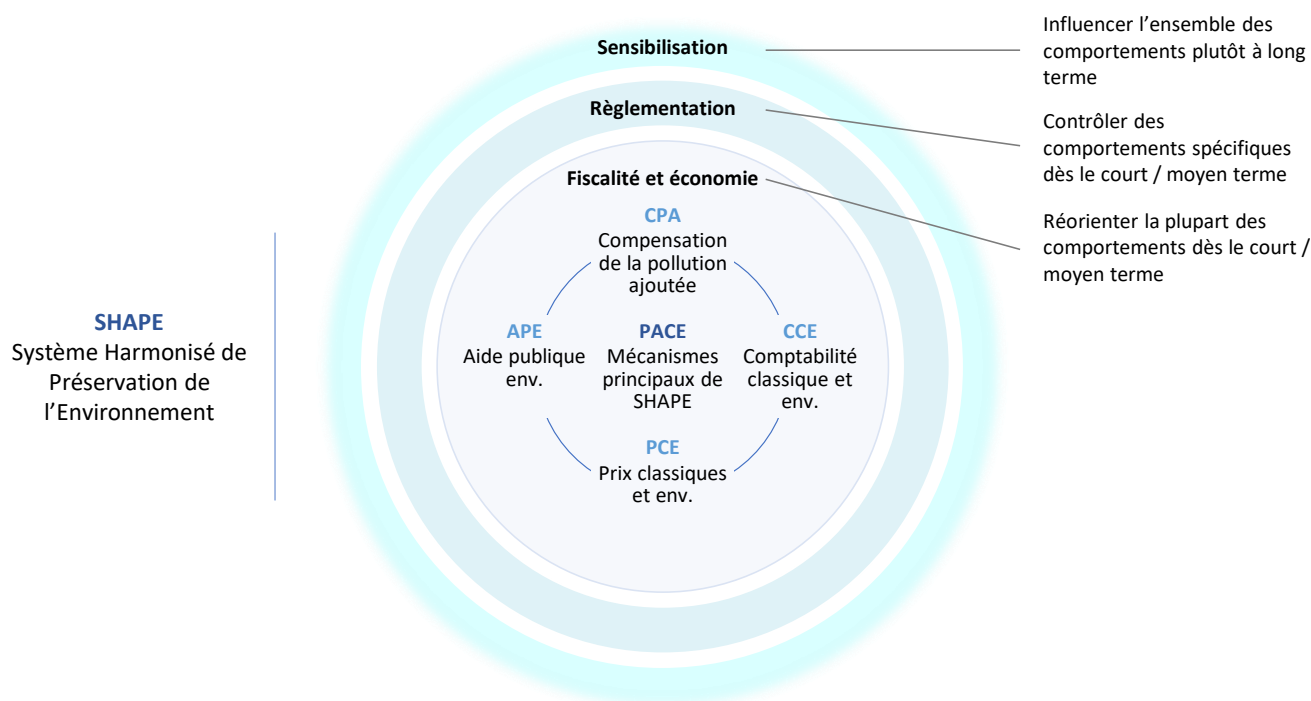 SHAPE
Système Harmonisé de
Préservation de
l’Environnement
Sensibilisation
Règlementation
Fiscalité et économie
CPA
Compensation
de la pollution
ajoutée
APE
Aide publique
env.
PACE
Mécanismes
principaux de
SHAPE
CCE
Comptabilité
classique et
env.
PCE
Prix classiques
et env.
Influencer l’ensemble des
comportements plutôt à long
terme
Contrôler des
comportements spécifiques
dès le court / moyen terme
Réorienter la plupart des
comportements dès le court /
moyen terme